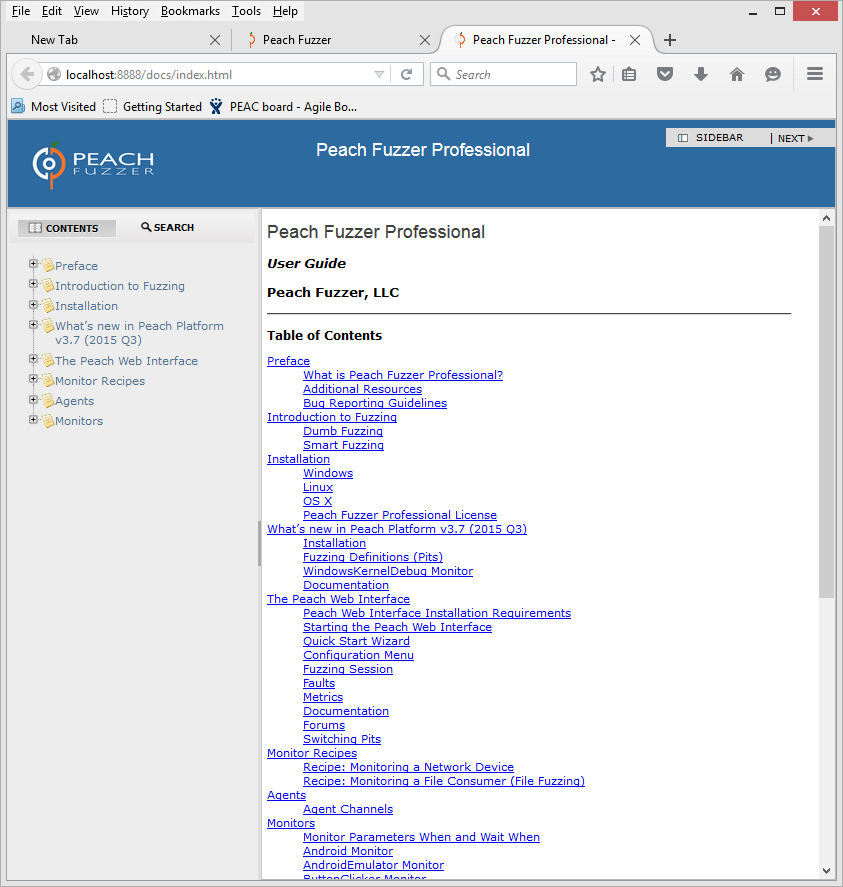 File Edit View History Bookmarks Tools Help
New Tab
Peach Fuzzer
Peach Fuzzer Professional -
localhost:8888/docs/index.html
Search
Most Visited
Getting Started
PEAC board - Agile Bo...
PEACH
FUZZER
Peach Fuzzer Professional
SIDEBAR
| NEXT
CONTENTS
SEARCH
Preface
Introduction to Fuzzing
Installation
What's new in Peach Platform
v3.7 (2015 Q3)
The Peach Web Interface
Monitor Recipes
Agents
Monitors
Peach Fuzzer Professional
User Guide
Peach Fuzzer, LLC
Table of Contents
Preface
What is Peach Fuzzer Professional?
Additional Resources
Bug Reporting Guidelines
Introduction to Fuzzing
Dumb Fuzzing
Smart Fuzzing
Installation
Windows
Linux
OS X
Peach Fuzzer Professional License
What's new in Peach Platform v3.7 (2015 Q3)
Installation
Fuzzing Definitions (Pits)
WindowsKernelDebug Monitor
Documentation
The Peach Web Interface
Peach Web Interface Installation Requirements
Starting the Peach Web Interface
Quick Start Wizard
Configuration Menu
Fuzzing Session
Faults
Metrics
Documentation
Forums
Switching Pits
Monitor Recipes
Recipe: Monitoring a Network Device
Recipe: Monitoring a File Consumer (File Fuzzing)
Agents
Agent Channels
Monitors
Monitor Parameters When and Wait When
Android Monitor
AndroidEmulator Monitor
ButtonClicker Monitor